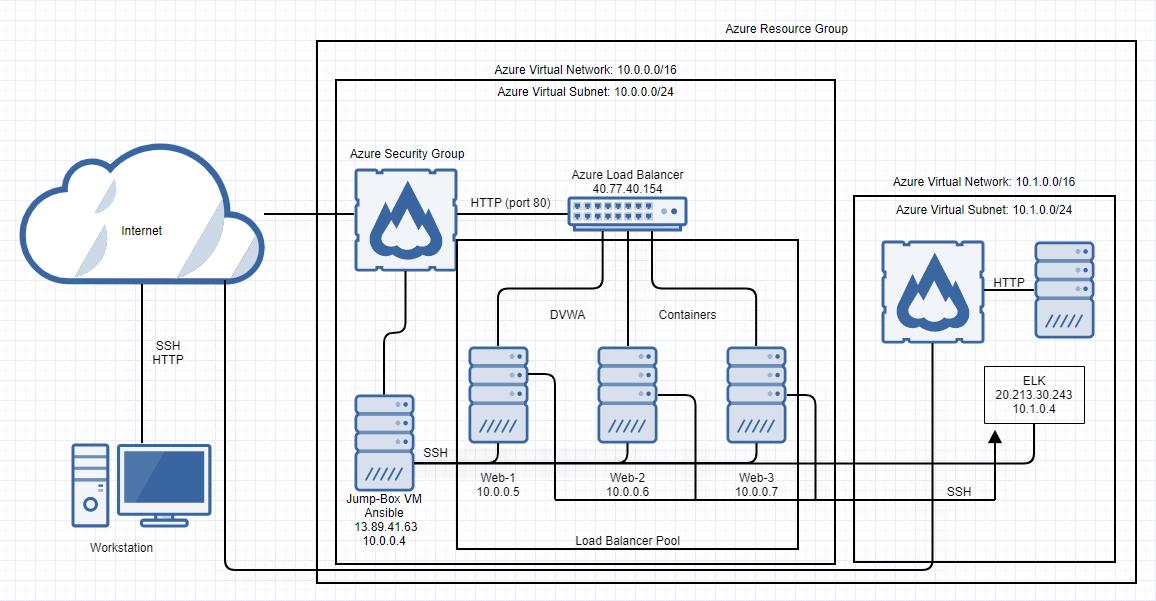 Azure Resource Group
Azure Virtual Network: 10.0.0.0/16
Azure Virtual Subnet: 10.0.0.0/24
Azure Security Group
Azure Load Balancer
40.77.40.154
HTTP (port 80)
Azure Virtual Network: 10.1.0.0/16
Azure Virtual Subnet: 10.1.0.0/24
Internet
HTTP
DVWA
Containers
SSH
HTTP
ELK
20.213.30.243
10.1.0.4
SSH
Web-1
10.0.0.5
Web-2
10.0.0.6
Web-3
10.0.0.7
SSH
Jump-Box VM
Ansible
13.89.41.63
10.0.0.4
Load Balancer Pool
Workstation